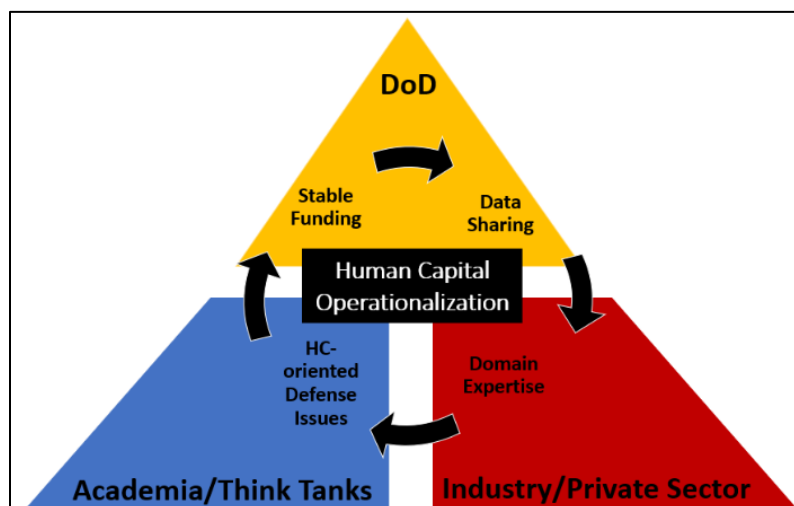 DoD
Stable
Funding
Data
Sharing
Human Capital
Operationalization
HC-
oriented
Defense
Issues
Domain
Expertise
Academia/Think Tanks
Industry/Private Sector